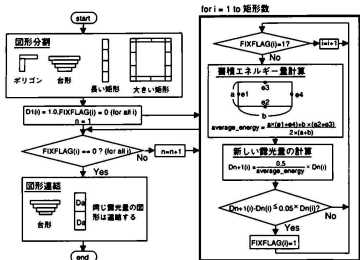 for i = 1 to 矩形数
start
図形分割
ポリゴン
台形
長い矩形
大きい矩形
D1(i) = 1.0,FIXFLAG(i) = 0 (for all i)
n = 1
FIXFLAG(i) == 0 ? (for all i)
No
n=n+1
Yes
図形連結
台形
Da
Da
同じ露光量の図
形は連結する
end
FIXFLAG(i)=1?
Yes
i=i+1
No
蓄積エネルギー量計算
e3
a
e1
e4
e2
b
average_energy = a×(e1+e4)+b×(e2+e3)
2×(a+b)
新しい露光量の計算
Dn+1(i) = 0.5 × Dn(i)
average_energy
Dn+1(i)-Dn(i) ≦ 0.05× Dn(i)?
No
Yes
FIXFLAG(i)=1